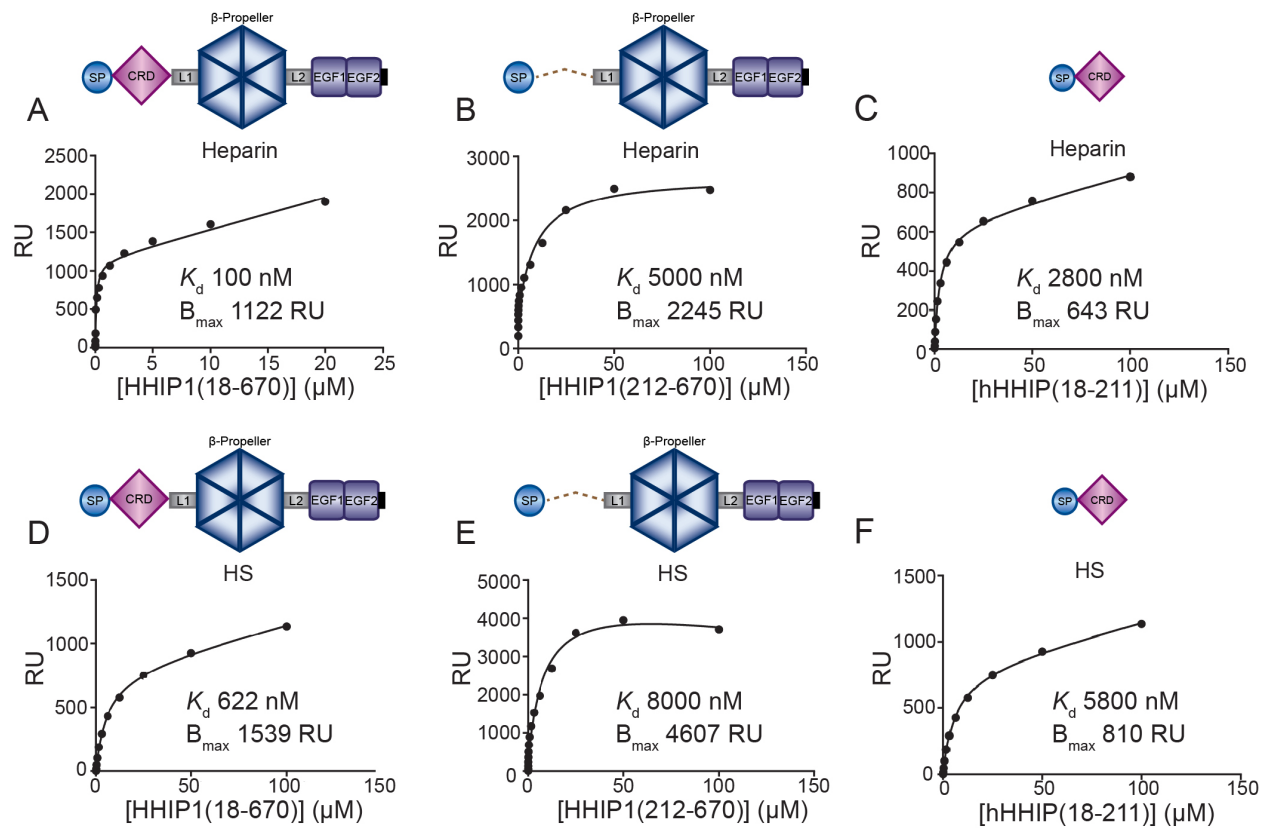 β-Propeller
SP CRD L1 L2 EGF1 EGF2
A
Heparin
2500
2000
1500
1000
500
0
RU
0 5 10 15 20 25
[HHIP1(18-670)] (µM)
Kd 100 nM
Bmax 1122 RU
β-Propeller
SP L1 L2 EGF1 EGF2
B
Heparin
3000
2000
1000
0
RU
0 50 100 150
[HHIP1(212-670)] (µM)
Kd 5000 nM
Bmax 2245 RU
SP CRD
C
Heparin
1000
800
600
400
200
0
RU
0 50 100 150
[hHHIP(18-211)] (µM)
Kd 2800 nM
Bmax 643 RU
β-Propeller
SP CRD L1 L2 EGF1 EGF2
D
HS
1500
1000
500
0
RU
0 50 100 150
[HHIP1(18-670)] (µM)
Kd 622 nM
Bmax 1539 RU
β-Propeller
SP L1 L2 EGF1 EGF2
E
HS
5000
4000
3000
2000
1000
0
RU
0 50 100 150
[HHIP1(212-670)] (µM)
Kd 8000 nM
Bmax 4607 RU
SP CRD
F
HS
1500
1000
500
0
RU
0 50 100 150
[hHHIP(18-211)] (µM)
Kd 5800 nM
Bmax 810 RU